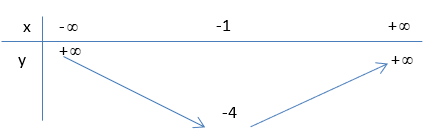 x -∞ -1 +∞
y +∞ +∞
-4